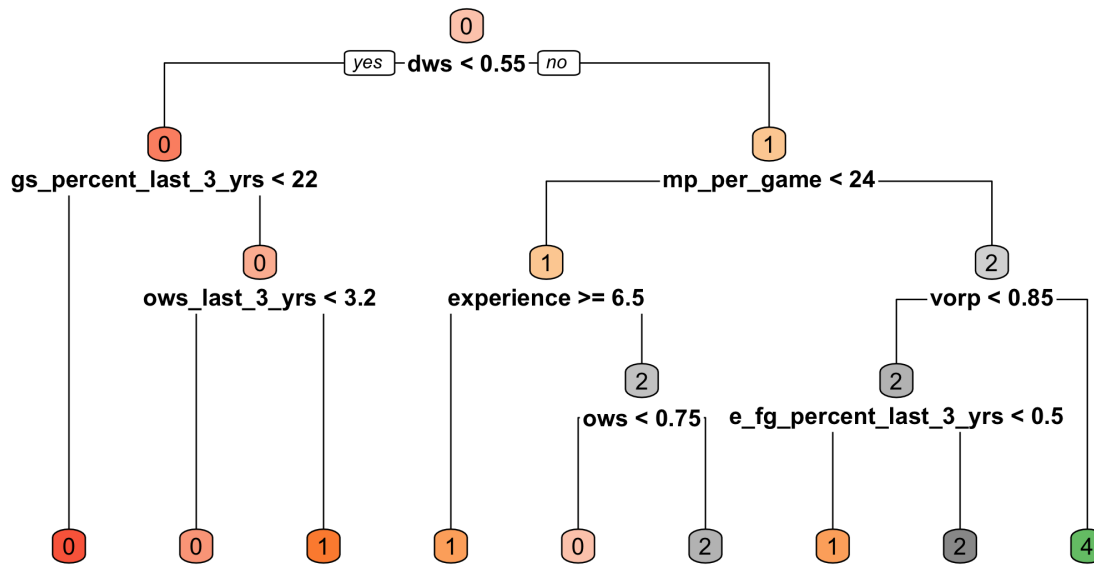 0
yes dws < 0.55 no
0 1
gs_percent_last_3_yrs < 22 mp_per_game < 24
0 1 2
ows_last_3_yrs < 3.2 experience >= 6.5 vorp < 0.85
2 2
ows < 0.75 e_fg_percent_last_3_yrs < 0.5
0 0 1 1 0 2 1 2 4